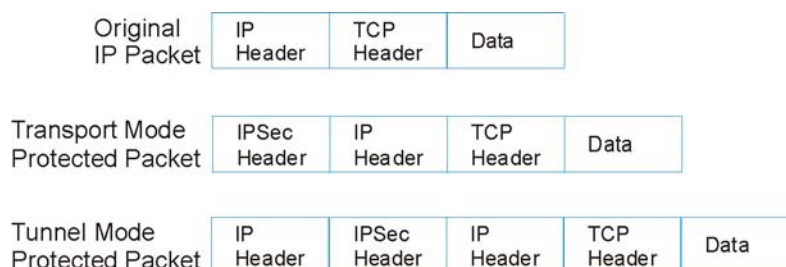 Original
IP Packet
IP
Header
TCP
Header
Data
Transport Mode
Protected Packet
IPSec
Header
IP
Header
TCP
Header
Data
Tunnel Mode
Protected Packet
IP
Header
IPSec
Header
IP
Header
TCP
Header
Data